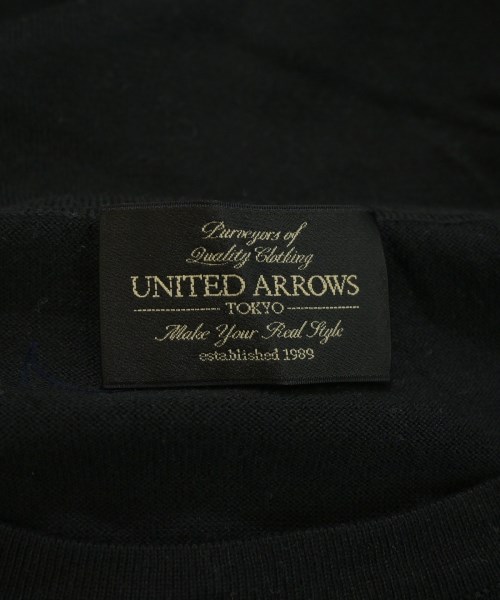 Purveyors of
Quality Clothing
UNITED ARROWS
TOKYO
Make Your Real Style
established 1989